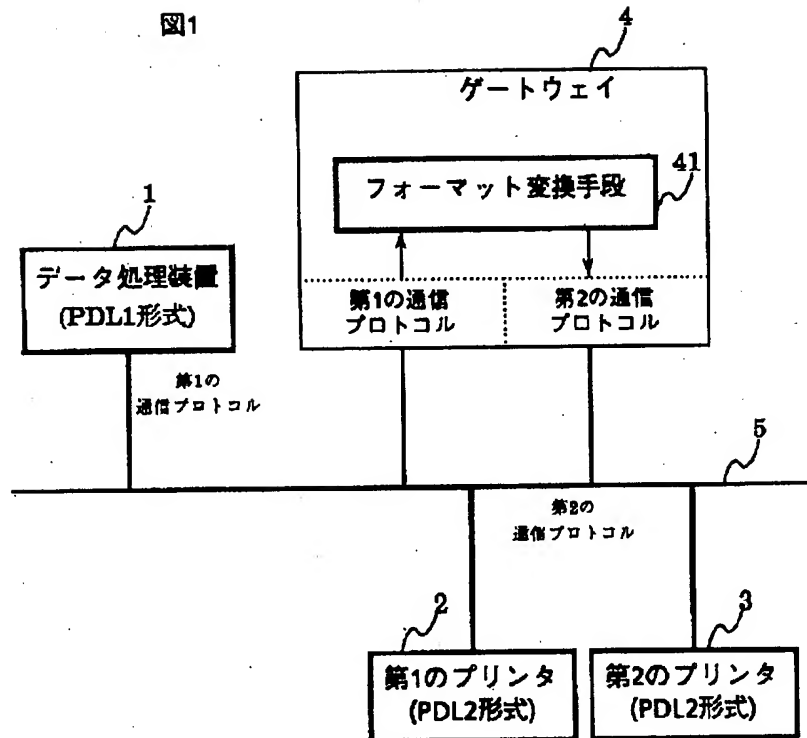 図1
4
ゲートウェイ
フォーマット変換手段
41
1
データ処理装置
(PDL1形式)
第1の通信
プロトコル
第2の通信
プロトコル
第1の
通信プロトコル
5
第2の
通信プロトコル
2
3
第1のプリンタ
(PDL2形式)
第2のプリンタ
(PDL2形式)